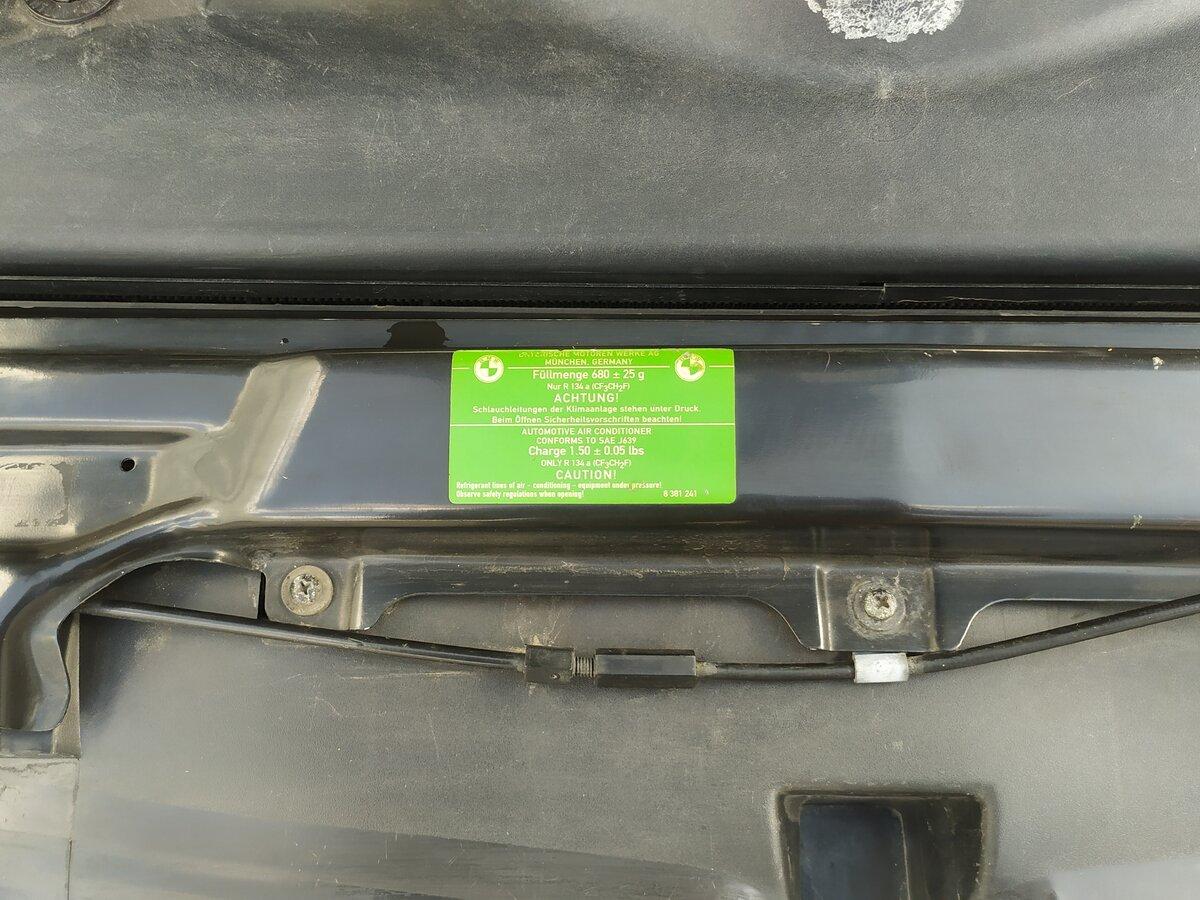 BAYERISCHE MOTOREN WERKE AG
MÜNCHEN, GERMANY
Füllmenge 680 ± 25 g
Nur R 134 a (CF₃CH₂F)
ACHTUNG!
Schlauchleitungen der Klimaanlage stehen unter Druck.
Beim Öffnen Sicherheitsvorschriften beachten!
AUTOMOTIVE AIR CONDITIONER
CONFORMS TO SAE J639
Charge 1.50 ± 0.05 lbs
ONLY R 134 a (CF₃CH₂F)
CAUTION!
Refrigerant lines of air - conditioning - equipment under pressure!
Observe safety regulations when opening!
8 381 241